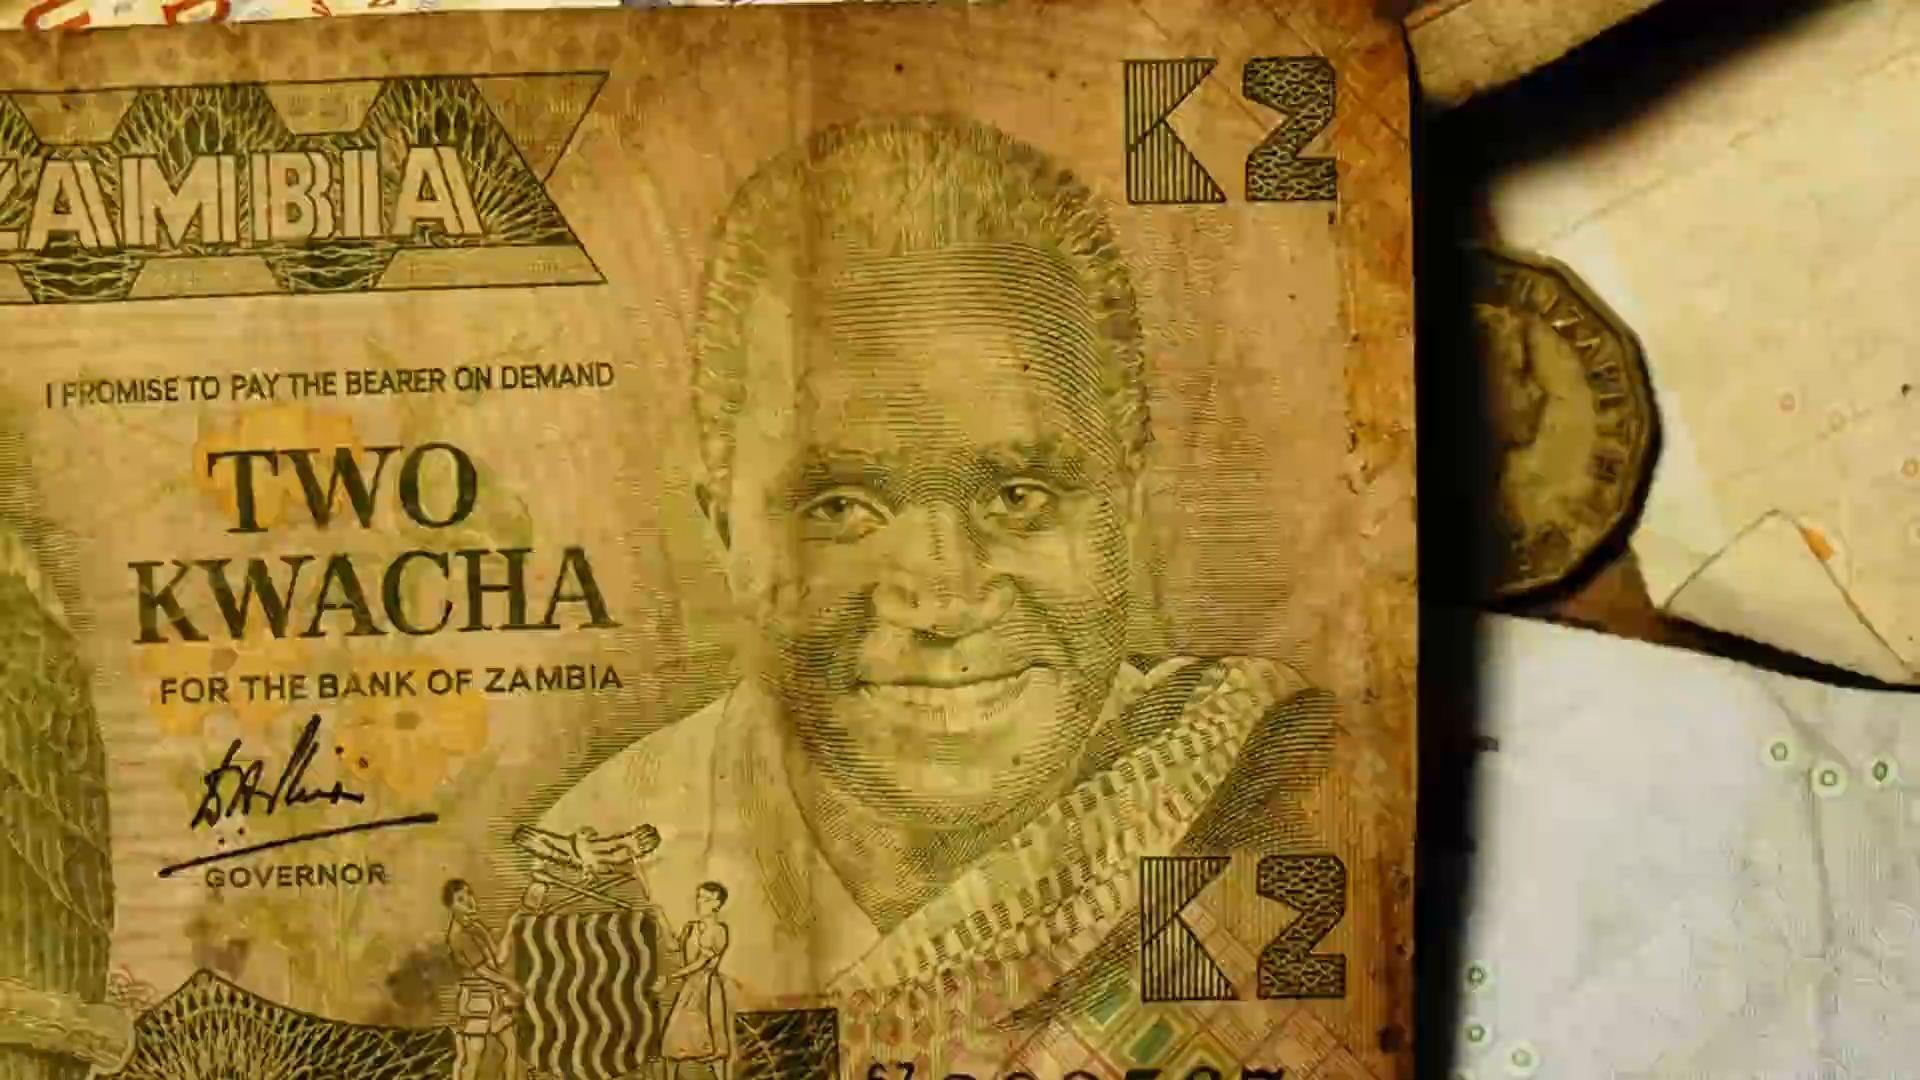 ZAMBIA
K2
I PROMISE TO PAY THE BEARER ON DEMAND
TWO
KWACHA
FOR THE BANK OF ZAMBIA
GOVERNOR
K2